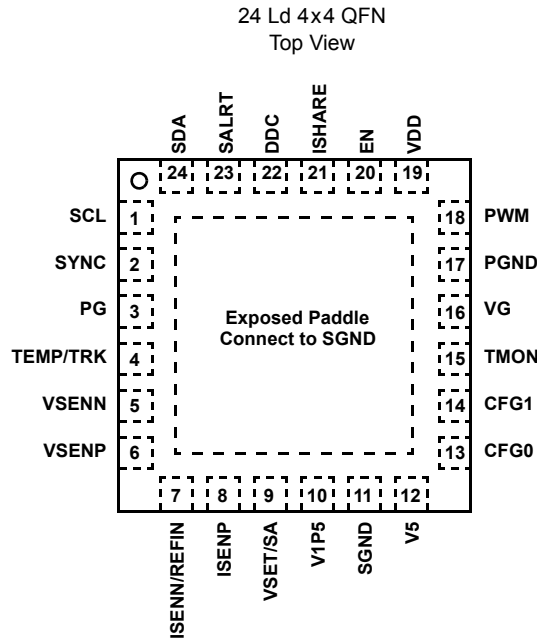 24 Ld 4x4 QFN
Top View
SDA
SALRT
DDC
ISHARE
EN
VDD
24
23
22
21
20
19
SCL 1
SYNC 2
PG 3
TEMP/TRK 4
VSENN 5
VSENP 6
18 PWM
17 PGND
16 VG
15 TMON
14 CFG1
13 CFG0
Exposed Paddle
Connect to SGND
7
8
9
10
11
12
ISENN/REFIN
ISENP
VSET/SA
V1P5
SGND
V5